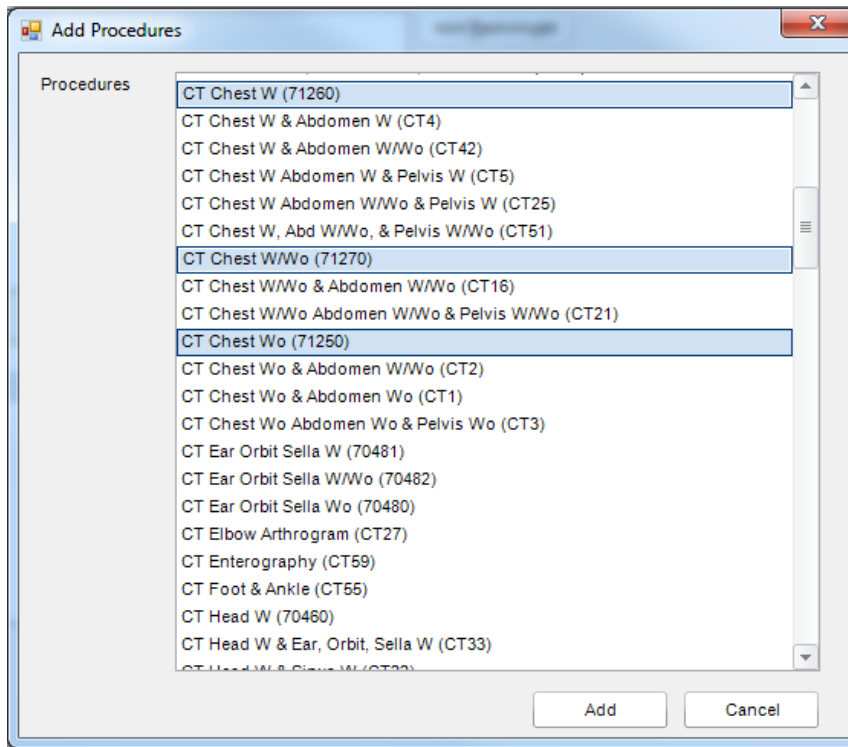 Add Procedures
Procedures
CT Chest W (71260)
CT Chest W & Abdomen W (CT4)
CT Chest W & Abdomen W/Wo (CT42)
CT Chest W Abdomen W & Pelvis W (CT5)
CT Chest W Abdomen W/Wo & Pelvis W (CT25)
CT Chest W, Abd W/Wo, & Pelvis W/Wo (CT51)
CT Chest W/Wo (71270)
CT Chest W/Wo & Abdomen W/Wo (CT16)
CT Chest W/Wo Abdomen W/Wo & Pelvis W/Wo (CT21)
CT Chest Wo (71250)
CT Chest Wo & Abdomen W/Wo (CT2)
CT Chest Wo & Abdomen Wo (CT1)
CT Chest Wo Abdomen Wo & Pelvis Wo (CT3)
CT Ear Orbit Sella W (70481)
CT Ear Orbit Sella W/Wo (70482)
CT Ear Orbit Sella Wo (70480)
CT Elbow Arthrogram (CT27)
CT Enterography (CT59)
CT Foot & Ankle (CT55)
CT Head W (70460)
CT Head W & Ear, Orbit, Sella W (CT33)
CT Head W & Sinus W
Add Cancel